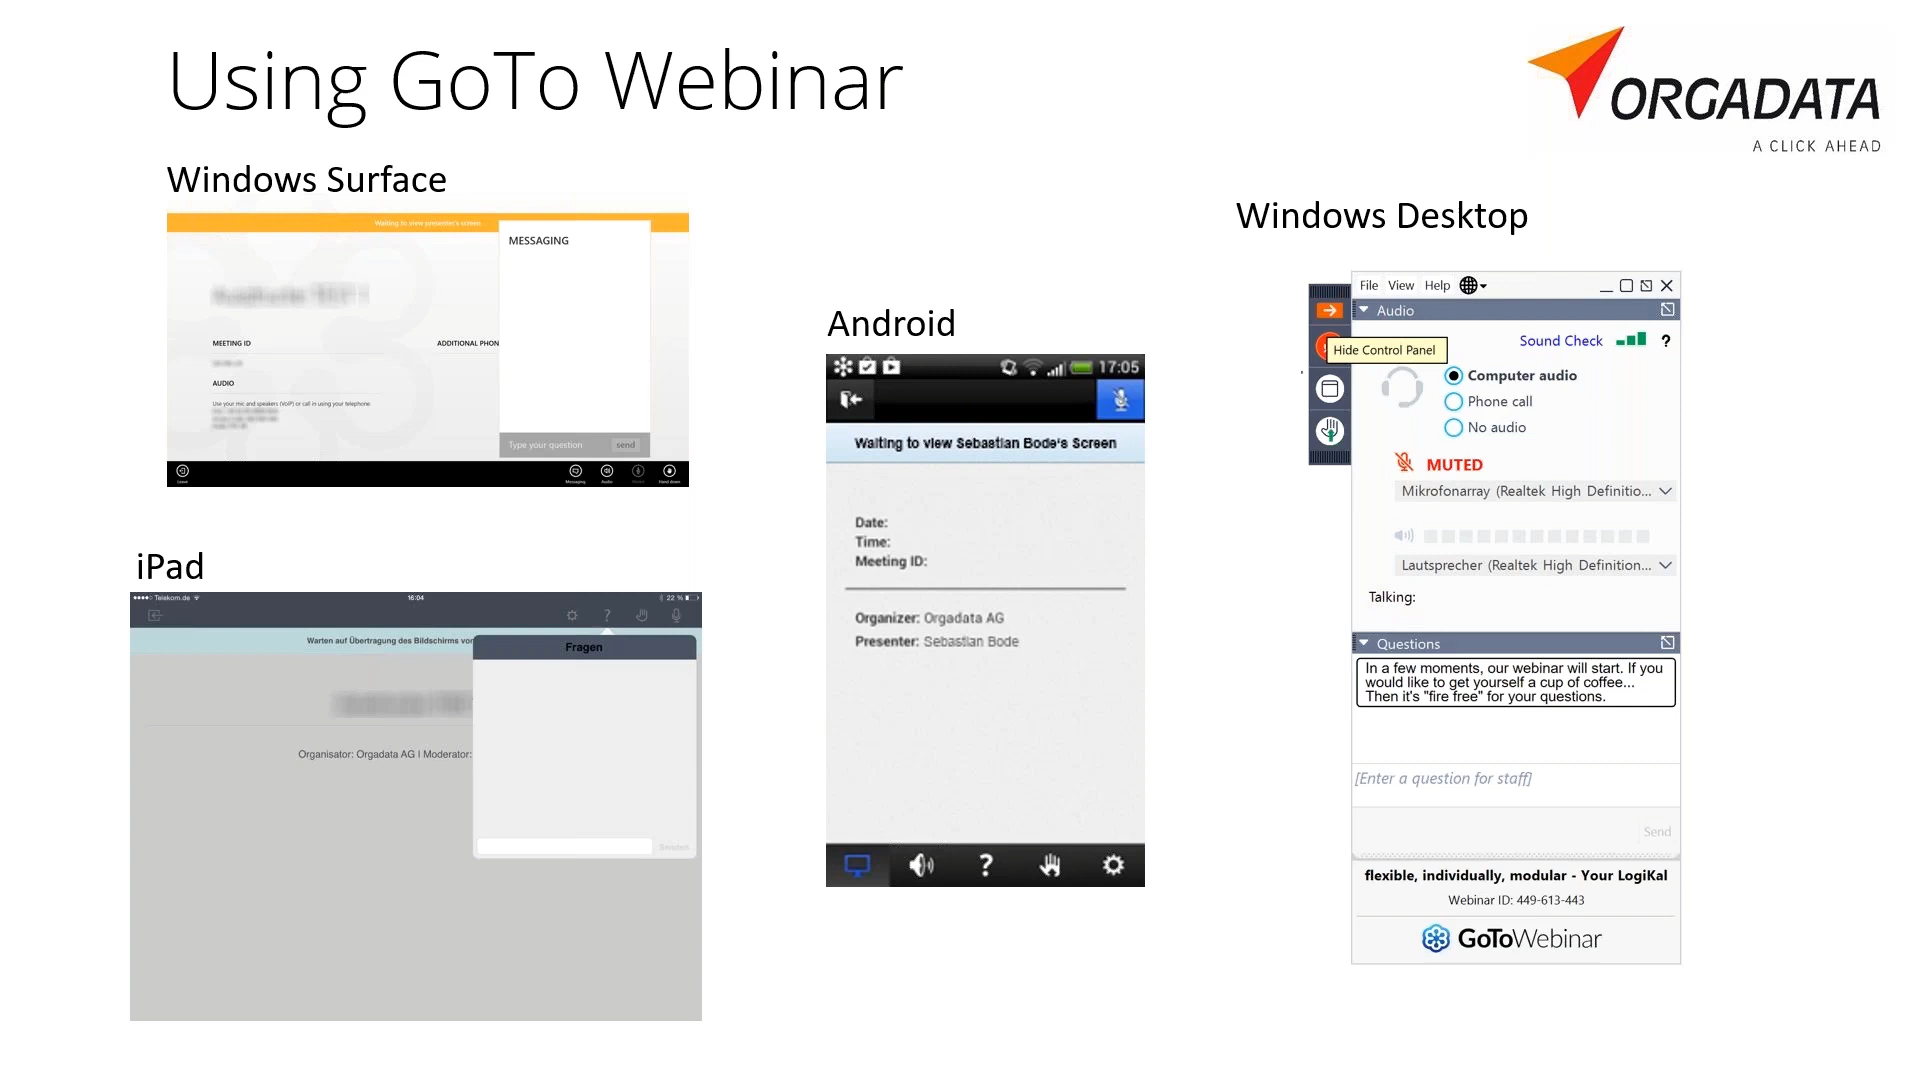 Using GoTo Webinar
ORGADATA
A CLICK AHEAD
Windows Surface
Waiting to view presenter's screen
MESSAGING
MEETING ID
ADDITIONAL PHON
AUDIO
Use your mic and speakers (VoIP) or call in using your telephone.
Type your question
send
Leave
Messaging
Audio
Hand down
iPad
Telekom.de
16:04
22 %
Warten auf Übertragung des Bildschirms von
Fragen
Organisator: Orgadata AG | Moderator:
Senden
Android
17:05
Waiting to view Sebastian Bode's Screen
Date:
Time:
Meeting ID:
Organizer: Orgadata AG
Presenter: Sebastian Bode
?
Windows Desktop
File View Help
Audio
Sound Check ?
Hide Control Panel
Computer audio
Phone call
No audio
MUTED
Mikrofonarray (Realtek High Definitio...
Lautsprecher (Realtek High Definition...
Talking:
Questions
In a few moments, our webinar will start. If you
would like to get yourself a cup of coffee...
Then it's "fire free" for your questions.
[Enter a question for staff]
Send
flexible, individually, modular - Your LogiKal
Webinar ID: 449-613-443
GoToWebinar